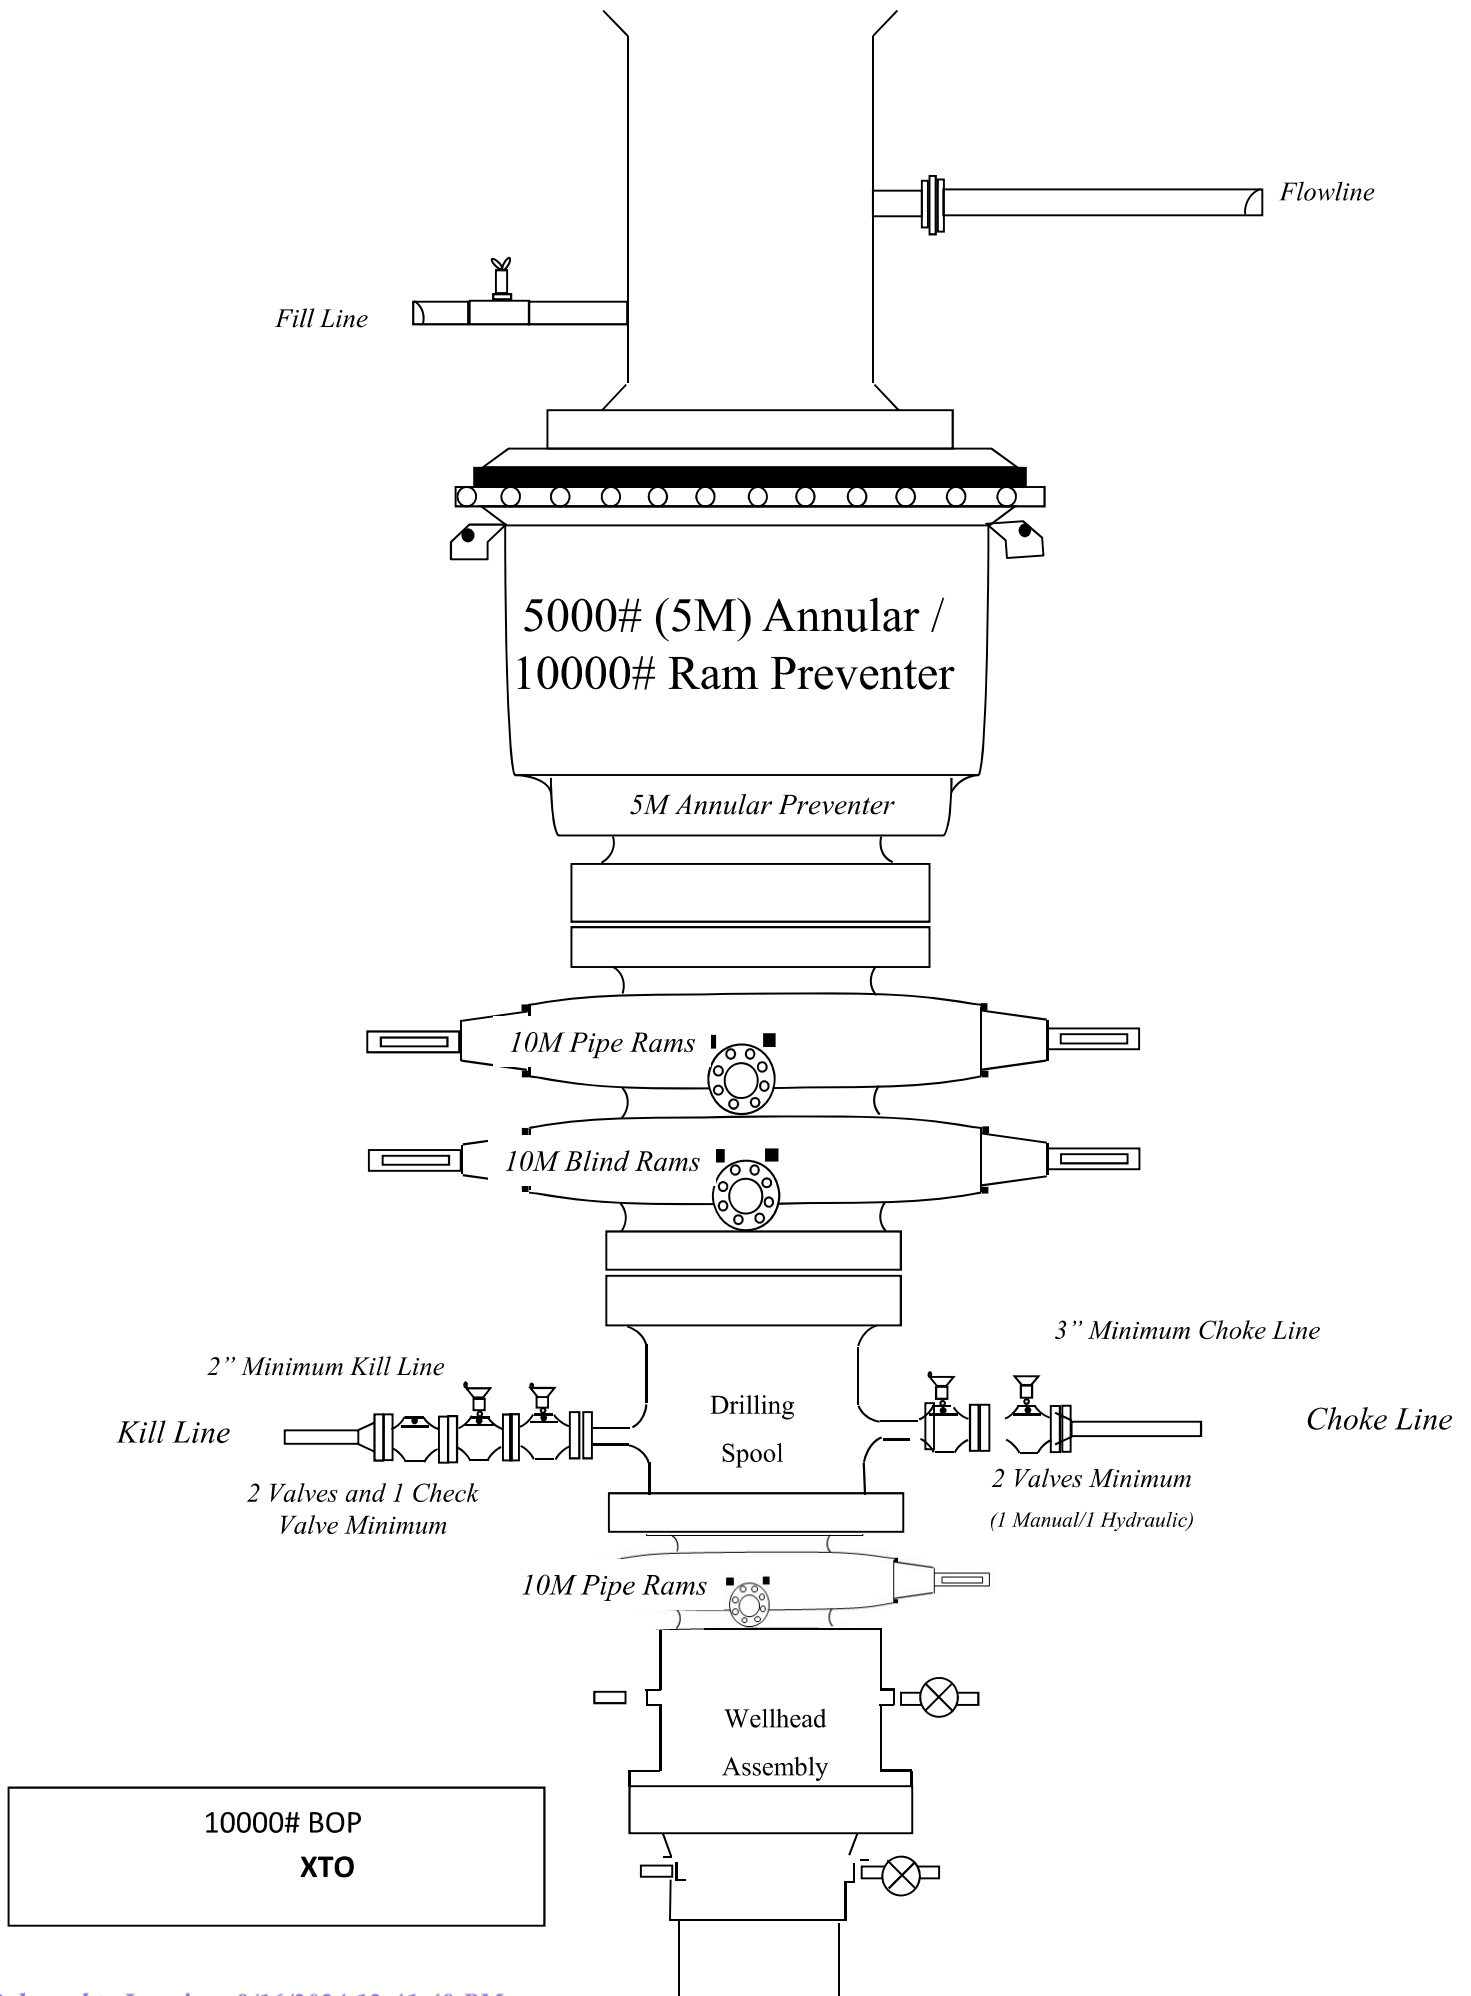 Flowline
Fill Line
5000# (5M) Annular /
10000# Ram Preventer
5M Annular Preventer
10M Pipe Rams
10M Blind Rams
3” Minimum Choke Line
2” Minimum Kill Line
Drilling
Spool
Kill Line
Choke Line
2 Valves and 1 Check
Valve Minimum
2 Valves Minimum
(1 Manual/1 Hydraulic)
10M Pipe Rams
Wellhead
Assembly
10000# BOP
XTO